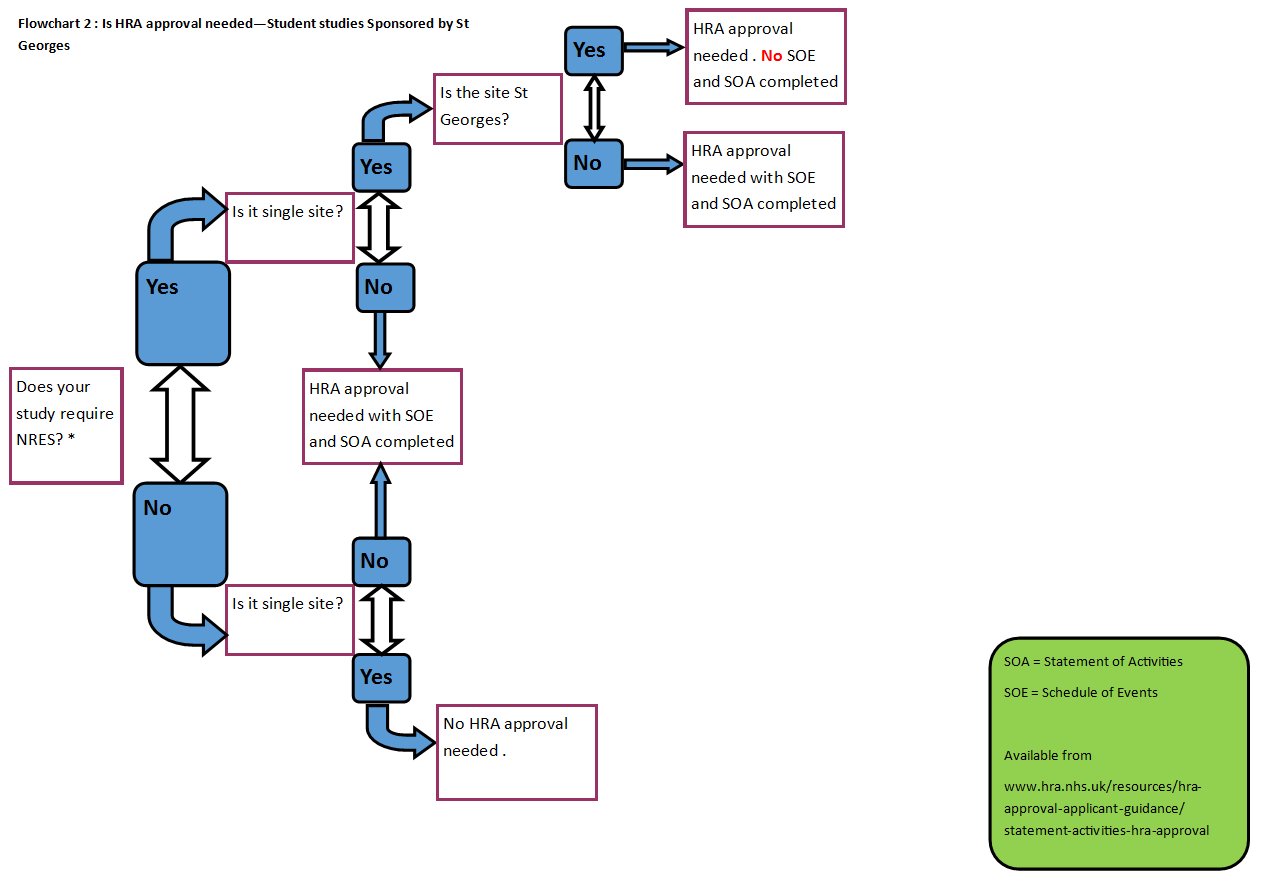 Flowchart 2 : Is HRA approval needed—Student studies Sponsored by St
Georges
Does your
study require
NRES? *
Yes
Is it single site?
Yes
Is the site St
Georges?
Yes
HRA approval
needed . No SOE
and SOA completed
No
HRA approval
needed with SOE
and SOA completed
No
HRA approval
needed with SOE
and SOA completed
No
Is it single site?
No
Yes
No HRA approval
needed .
SOA = Statement of Activities
SOE = Schedule of Events
Available from
www.hra.nhs.uk/resources/hra-
approval-applicant-guidance/
statement-activities-hra-approval